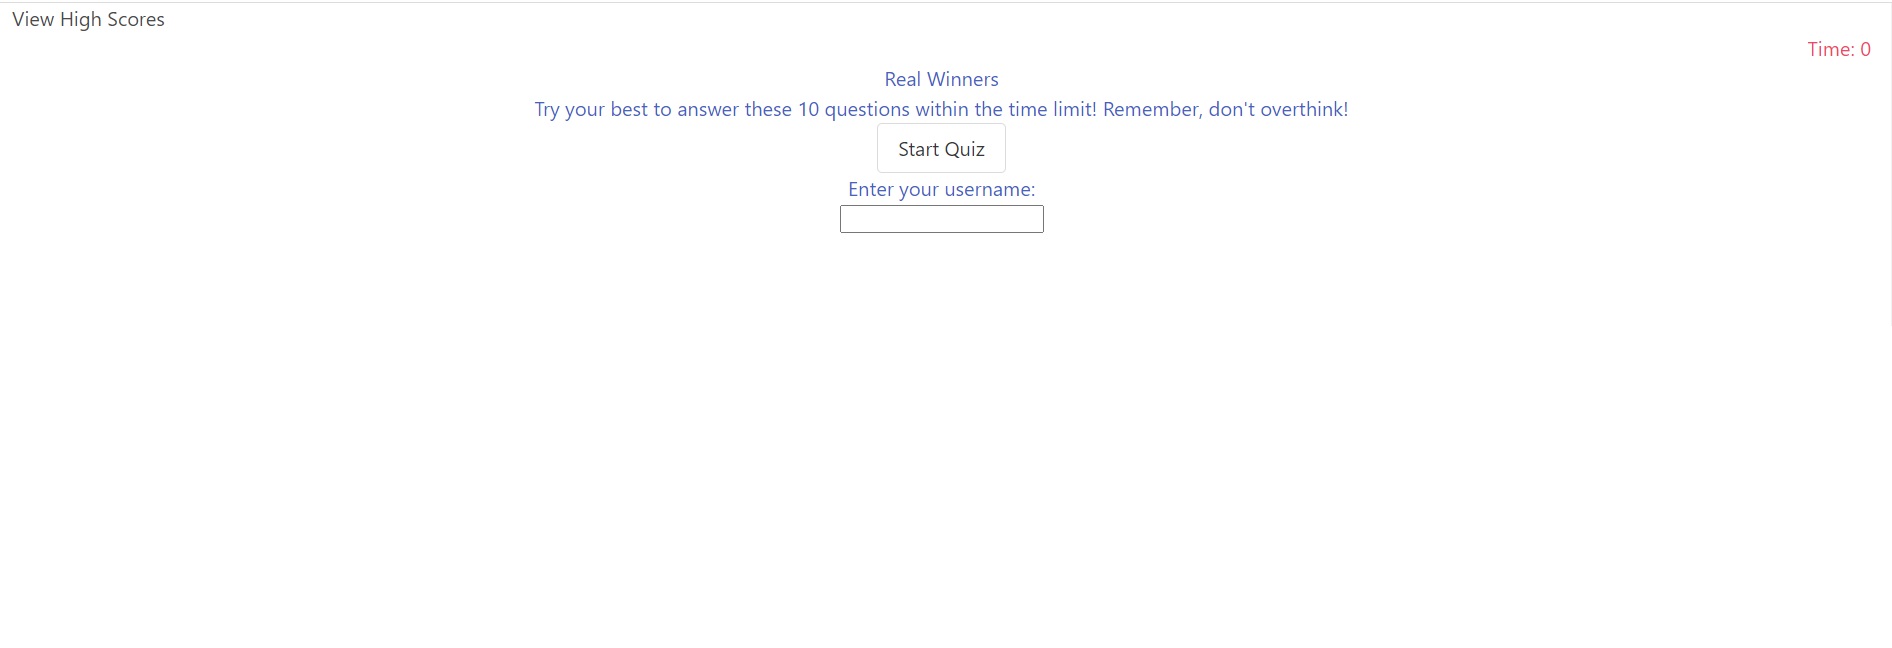 View High Scores
Time: 0
Real Winners
Try your best to answer these 10 questions within the time limit! Remember, don't overthink!
Start Quiz
Enter your username: